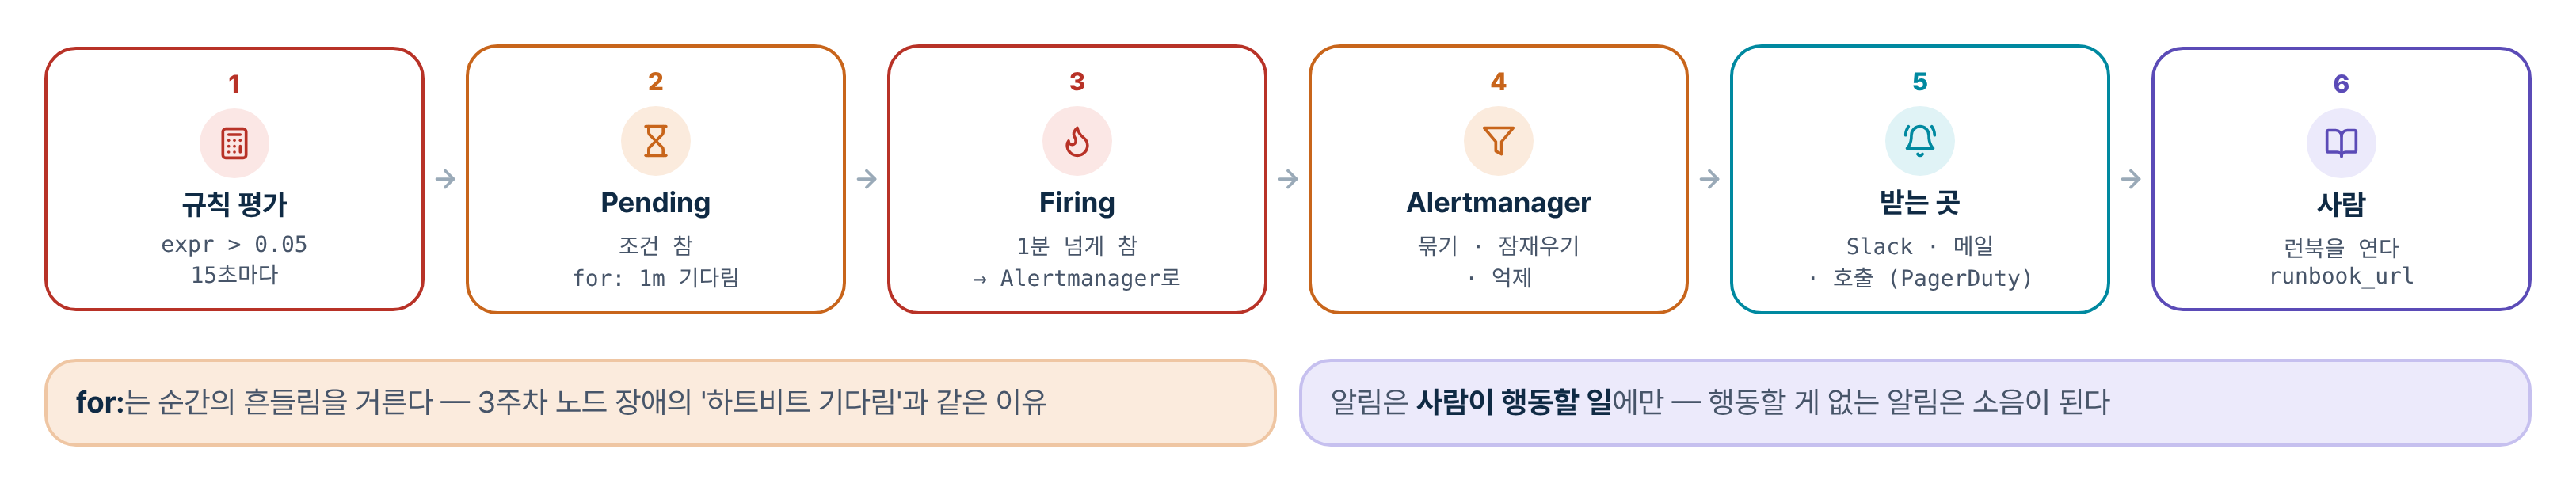 1
규칙 평가
expr > 0.05
15초마다
2
Pending
조건 참
for: 1m 기다림
3
Firing
1분 넘게 참
→ Alertmanager로
4
Alertmanager
묶기 · 잠재우기
· 억제
5
받는 곳
Slack · 메일
· 호출 (PagerDuty)
6
사람
런북을 연다
runbook_url
for:는 순간의 흔들림을 거른다 — 3주차 노드 장애의 '하트비트 기다림'과 같은 이유
알림은 사람이 행동할 일에만 — 행동할 게 없는 알림은 소음이 된다